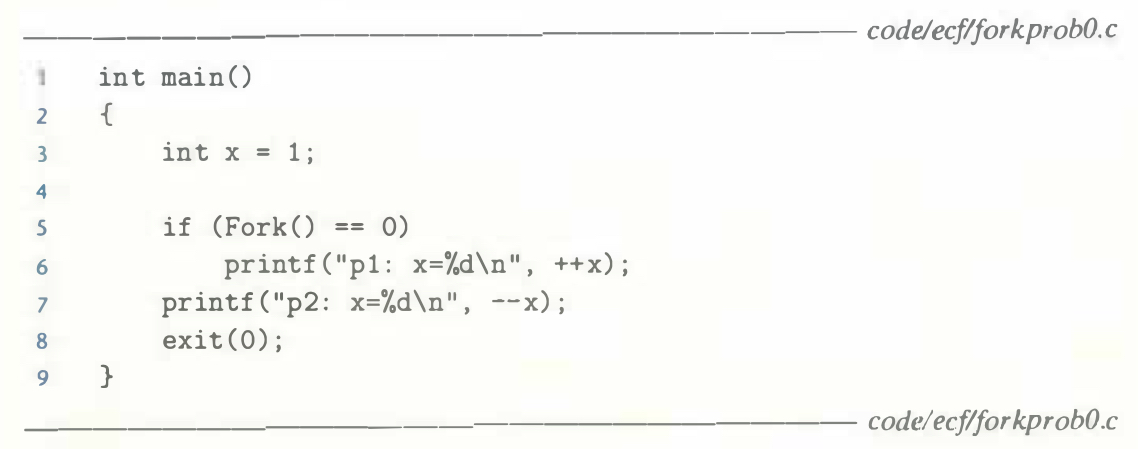 code/ecf/forkprob0.c
1 int main()
2 {
3     int x = 1;
4
5     if (Fork() == 0)
6         printf("p1: x=%d\n", ++x);
7     printf("p2: x=%d\n", --x);
8     exit(0);
9 }
code/ecf/forkprob0.c